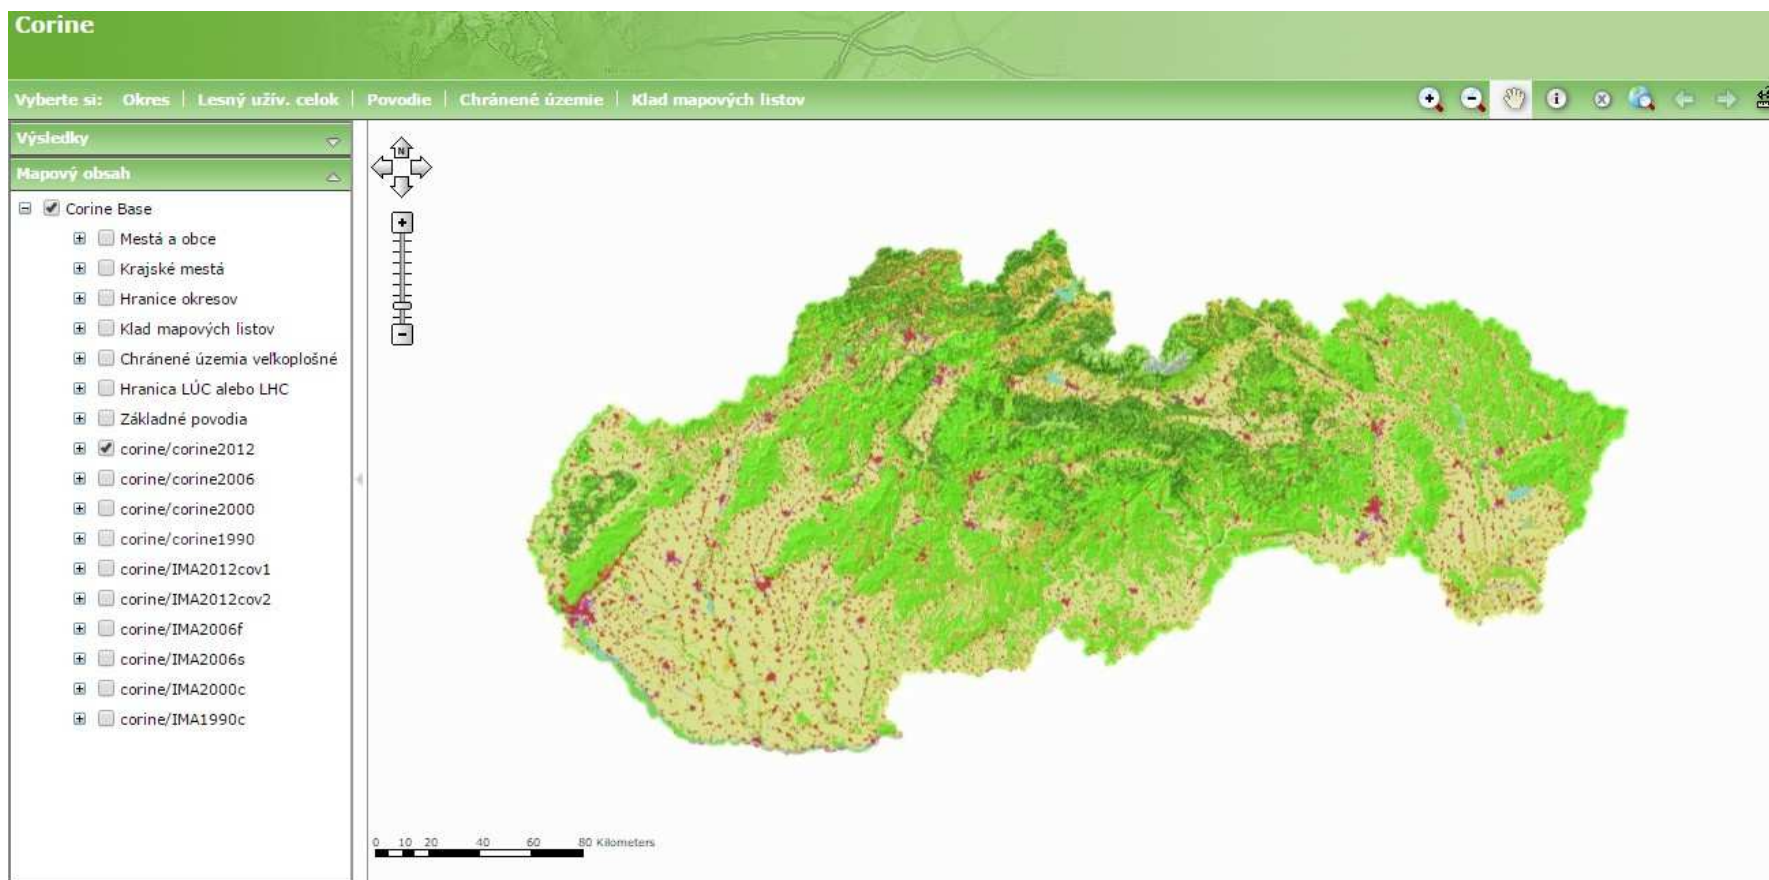 Corine
Vyberte si: Okres | Lesný užív. celok | Povodie | Chránené územie | Klad mapových listov
Výsledky
Mapový obsah
Corine Base
Mestá a obce
Krajské mestá
Hranice okresov
Klad mapových listov
Chránené územia veľkoplošné
Hranica LÚC alebo LHC
Základné povodia
corine/corine2012
corine/corine2006
corine/corine2000
corine/corine1990
corine/IMA2012cov1
corine/IMA2012cov2
corine/IMA2006f
corine/IMA2006s
corine/IMA2000c
corine/IMA1990c
N
0 10 20 40 60 80 Kilometers